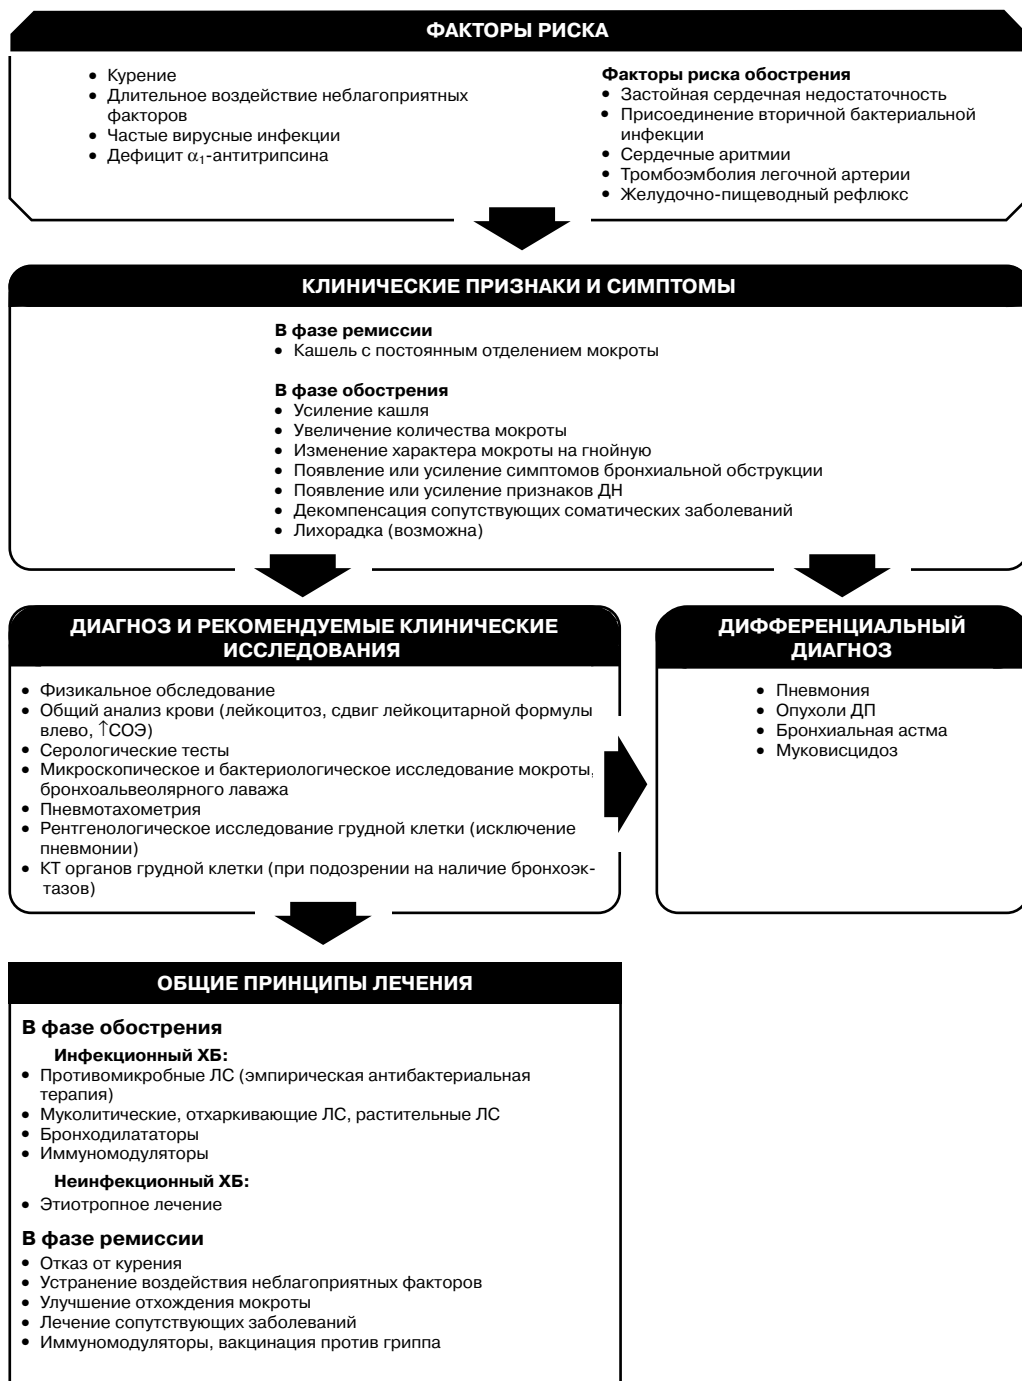 ФАКТОРЫ РИСКА
• Курение
• Длительное воздействие неблагоприятных
факторов
• Частые вирусные инфекции
• Дефицит α₁-антитрипсина
Факторы риска обострения
• Застойная сердечная недостаточность
• Присоединение вторичной бактериальной
инфекции
• Сердечные аритмии
• Тромбоэмболия легочной артерии
• Желудочно-пищеводный рефлюкс
КЛИНИЧЕСКИЕ ПРИЗНАКИ И СИМПТОМЫ
В фазе ремиссии
• Кашель с постоянным отделением мокроты
В фазе обострения
• Усиление кашля
• Увеличение количества мокроты
• Изменение характера мокроты на гнойную
• Появление или усиление симптомов бронхиальной обструкции
• Появление или усиление признаков ДН
• Декомпенсация сопутствующих соматических заболеваний
• Лихорадка (возможна)
ДИАГНОЗ И РЕКОМЕНДУЕМЫЕ КЛИНИЧЕСКИЕ
ИССЛЕДОВАНИЯ
• Физикальное обследование
• Общий анализ крови (лейкоцитоз, сдвиг лейкоцитарной формулы
влево, ↑СОЭ)
• Серологические тесты
• Микроскопическое и бактериологическое исследование мокроты,
бронхоальвеолярного лаважа
• Пневмотахометрия
• Рентгенологическое исследование грудной клетки (исключение
пневмонии)
• КТ органов грудной клетки (при подозрении на наличие бронхоэк-
тазов)
ДИФФЕРЕНЦИАЛЬНЫЙ
ДИАГНОЗ
• Пневмония
• Опухоли ДП
• Бронхиальная астма
• Муковисцидоз
ОБЩИЕ ПРИНЦИПЫ ЛЕЧЕНИЯ
В фазе обострения
Инфекционный ХБ:
• Противомикробные ЛС (эмпирическая антибактериальная
терапия)
• Муколитические, отхаркивающие ЛС, растительные ЛС
• Бронходилататоры
• Иммуномодуляторы
Неинфекционный ХБ:
• Этиотропное лечение
В фазе ремиссии
• Отказ от курения
• Устранение воздействия неблагоприятных факторов
• Улучшение отхождения мокроты
• Лечение сопутствующих заболеваний
• Иммуномодуляторы, вакцинация против гриппа